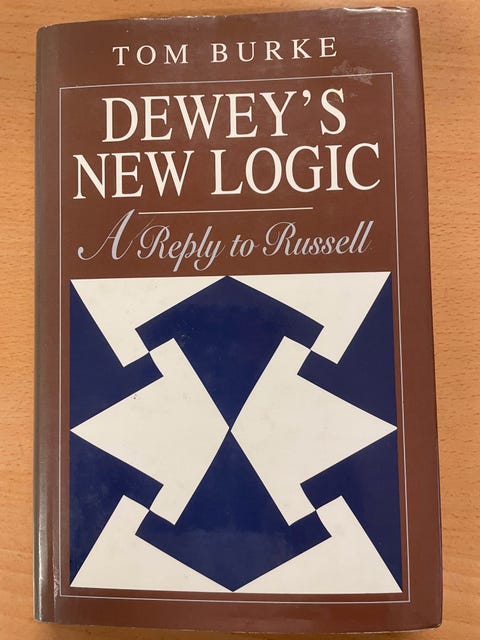 TOM BURKE
DEWEY'S
NEW LOGIC
A Reply to Russell